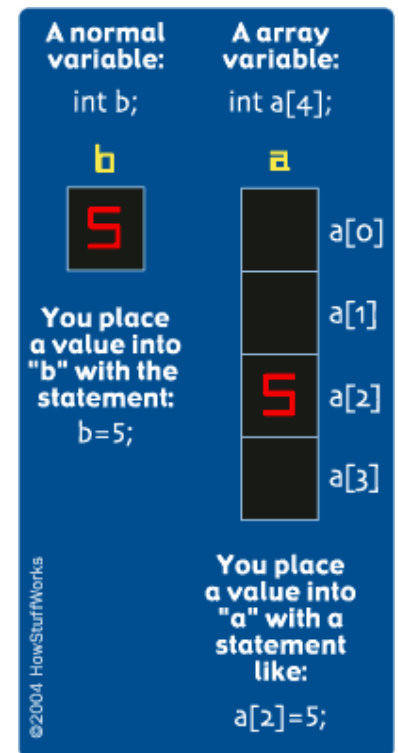 A normal
variable:
int b;
b
5
You place
a value into
"b" with the
statement:
b=5;
A array
variable:
int a[4];
a
a[0]
a[1]
5
a[2]
a[3]
You place
a value into
"a" with a
statement
like:
a[2]=5;
©2004 HowStuffWorks